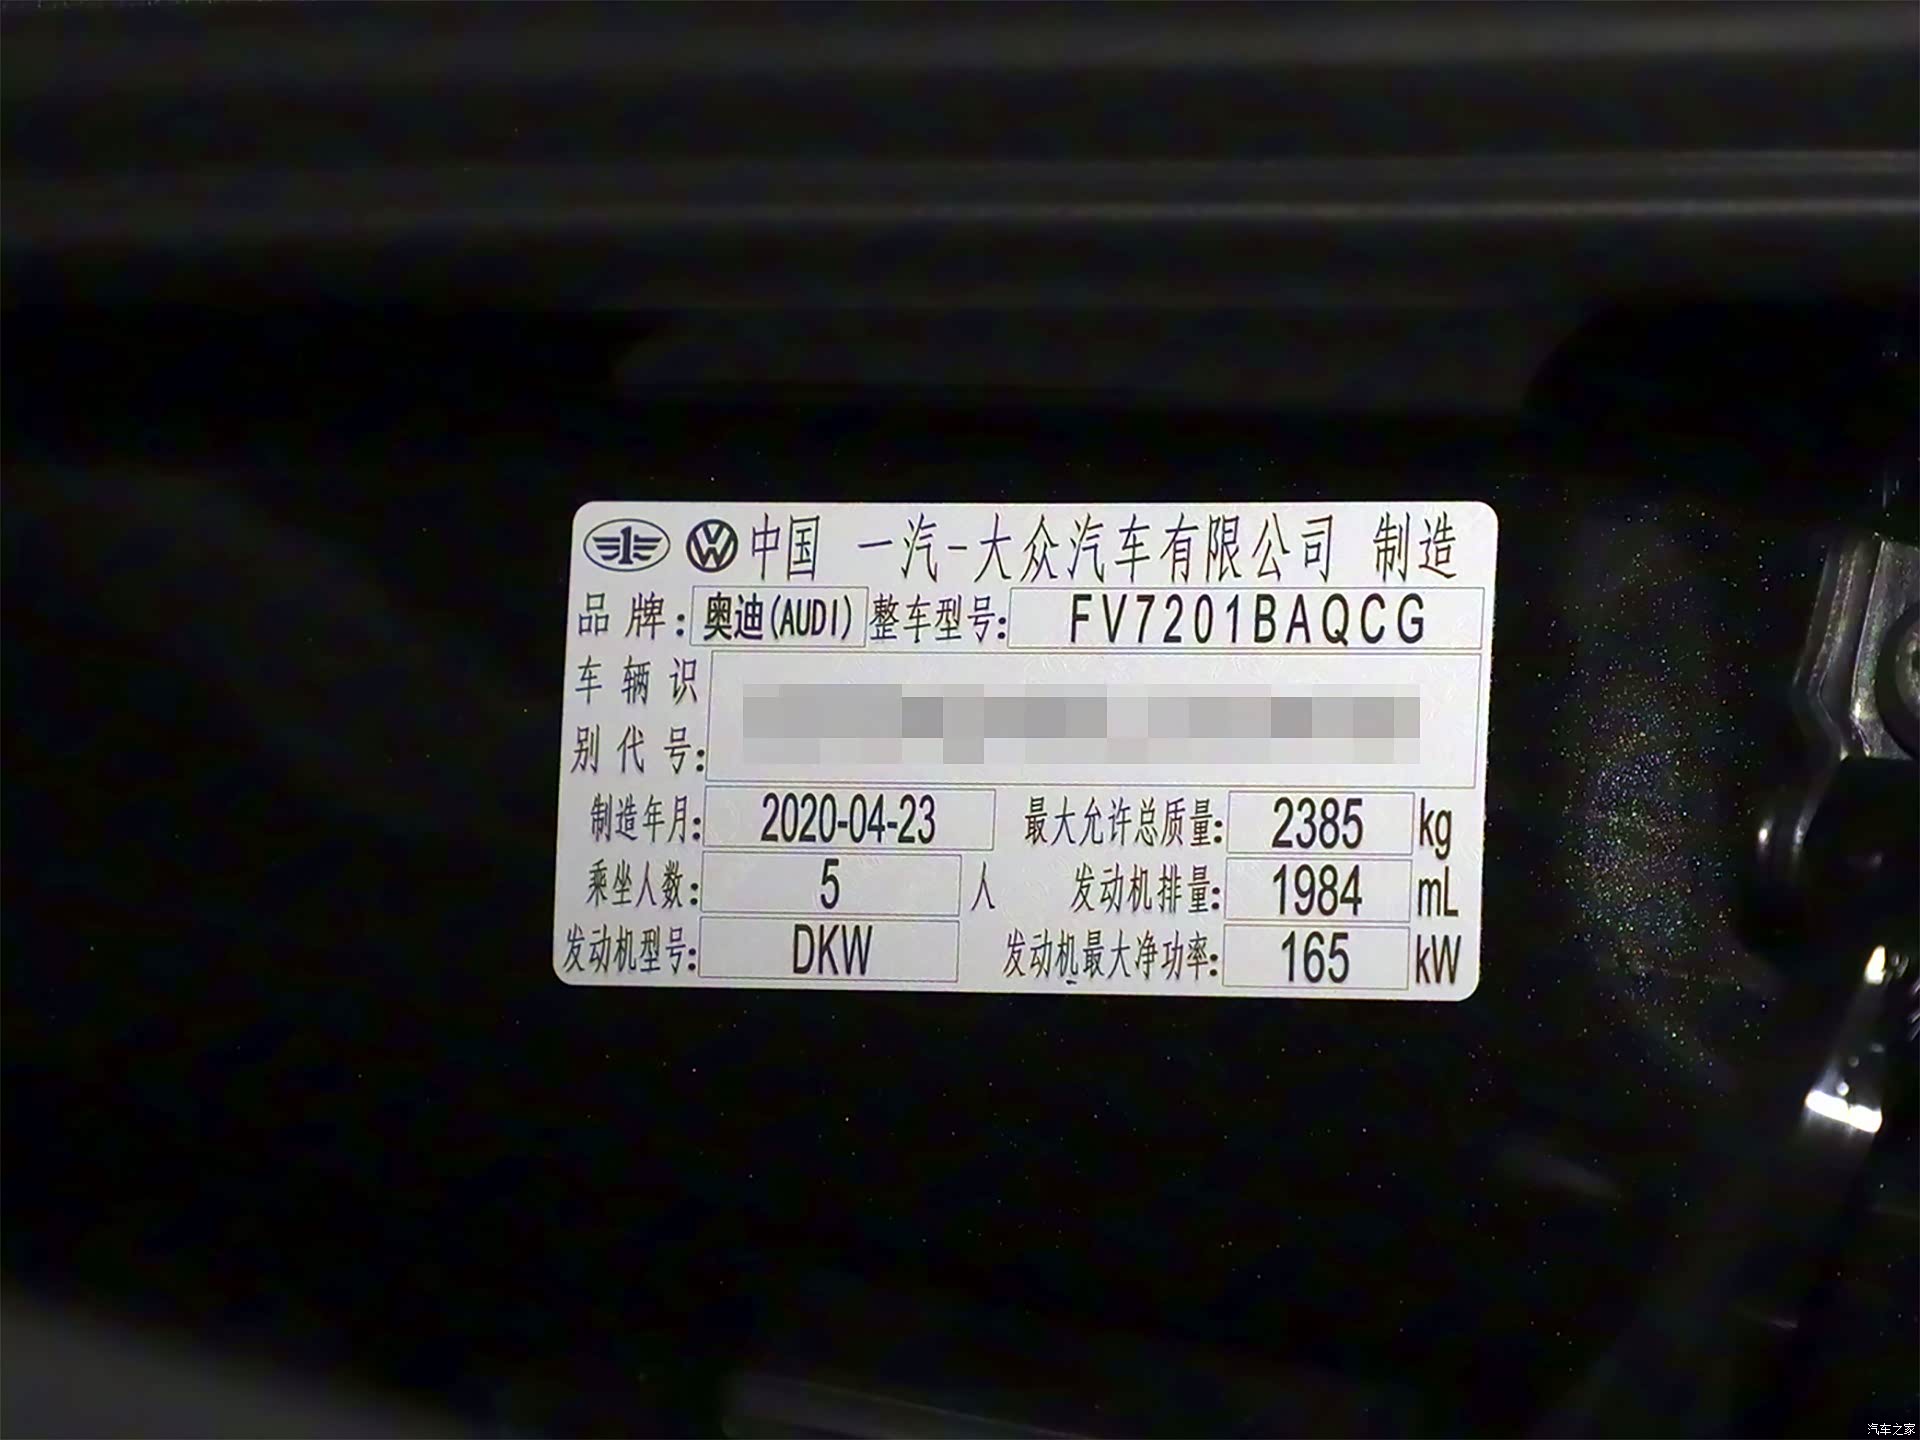 中国 一汽-大众汽车有限公司 制造
品牌: 奥迪(AUDI) 整车型号: FV7201BAQCG
车辆识
别代号:
制造年月: 2020-04-23 最大允许总质量: 2385 kg
乘坐人数: 5 人 发动机排量: 1984 mL
发动机型号: DKW 发动机最大净功率: 165 kW
汽车之家